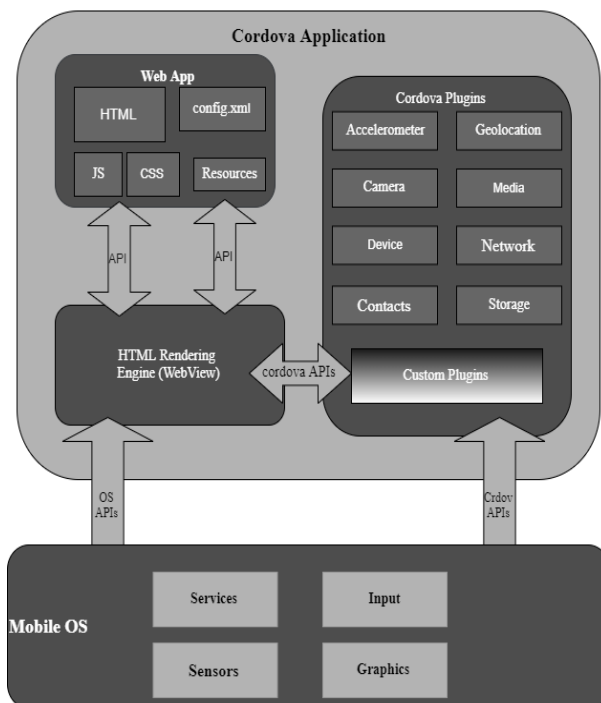 Cordova Application
Web App
HTML
config.xml
JS
CSS
Resources
API
API
HTML Rendering
Engine (WebView)
cordova APIs
Cordova Plugins
Accelerometer
Geolocation
Camera
Media
Device
Network
Contacts
Storage
Custom Plugins
OS
APIs
Crdov
APIs
Mobile OS
Services
Input
Sensors
Graphics